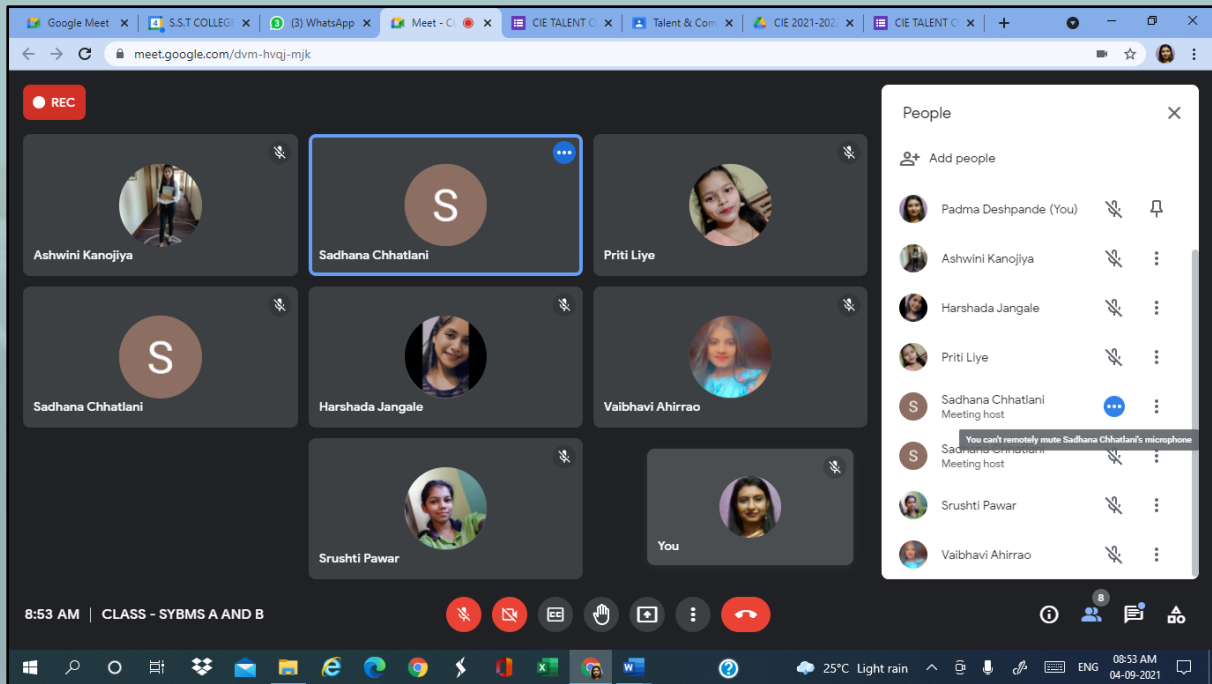 Google Meet
S.S.T COLLEGE
(3) WhatsApp
Meet - CL
CIE TALENT C
Talent & Com
CIE 2021-202
CIE TALENT C
meet.google.com/dvm-hvqj-mjk
REC
Ashwini Kanojiya
S
Sadhana Chhatlani
Priti Liye
S
Sadhana Chhatlani
Harshada Jangale
Vaibhavi Ahirrao
Srushti Pawar
You
People
Add people
Padma Deshpande (You)
Ashwini Kanojiya
Harshada Jangale
Priti Liye
S
Sadhana Chhatlani
Meeting host
You can't remotely mute Sadhana Chhatlani's microphone
S
Sadhana Chhatlani
Meeting host
Srushti Pawar
Vaibhavi Ahirrao
8:53 AM | CLASS - SYBMS A AND B
CC
8
25°C Light rain
ENG
08:53 AM
04-09-2021